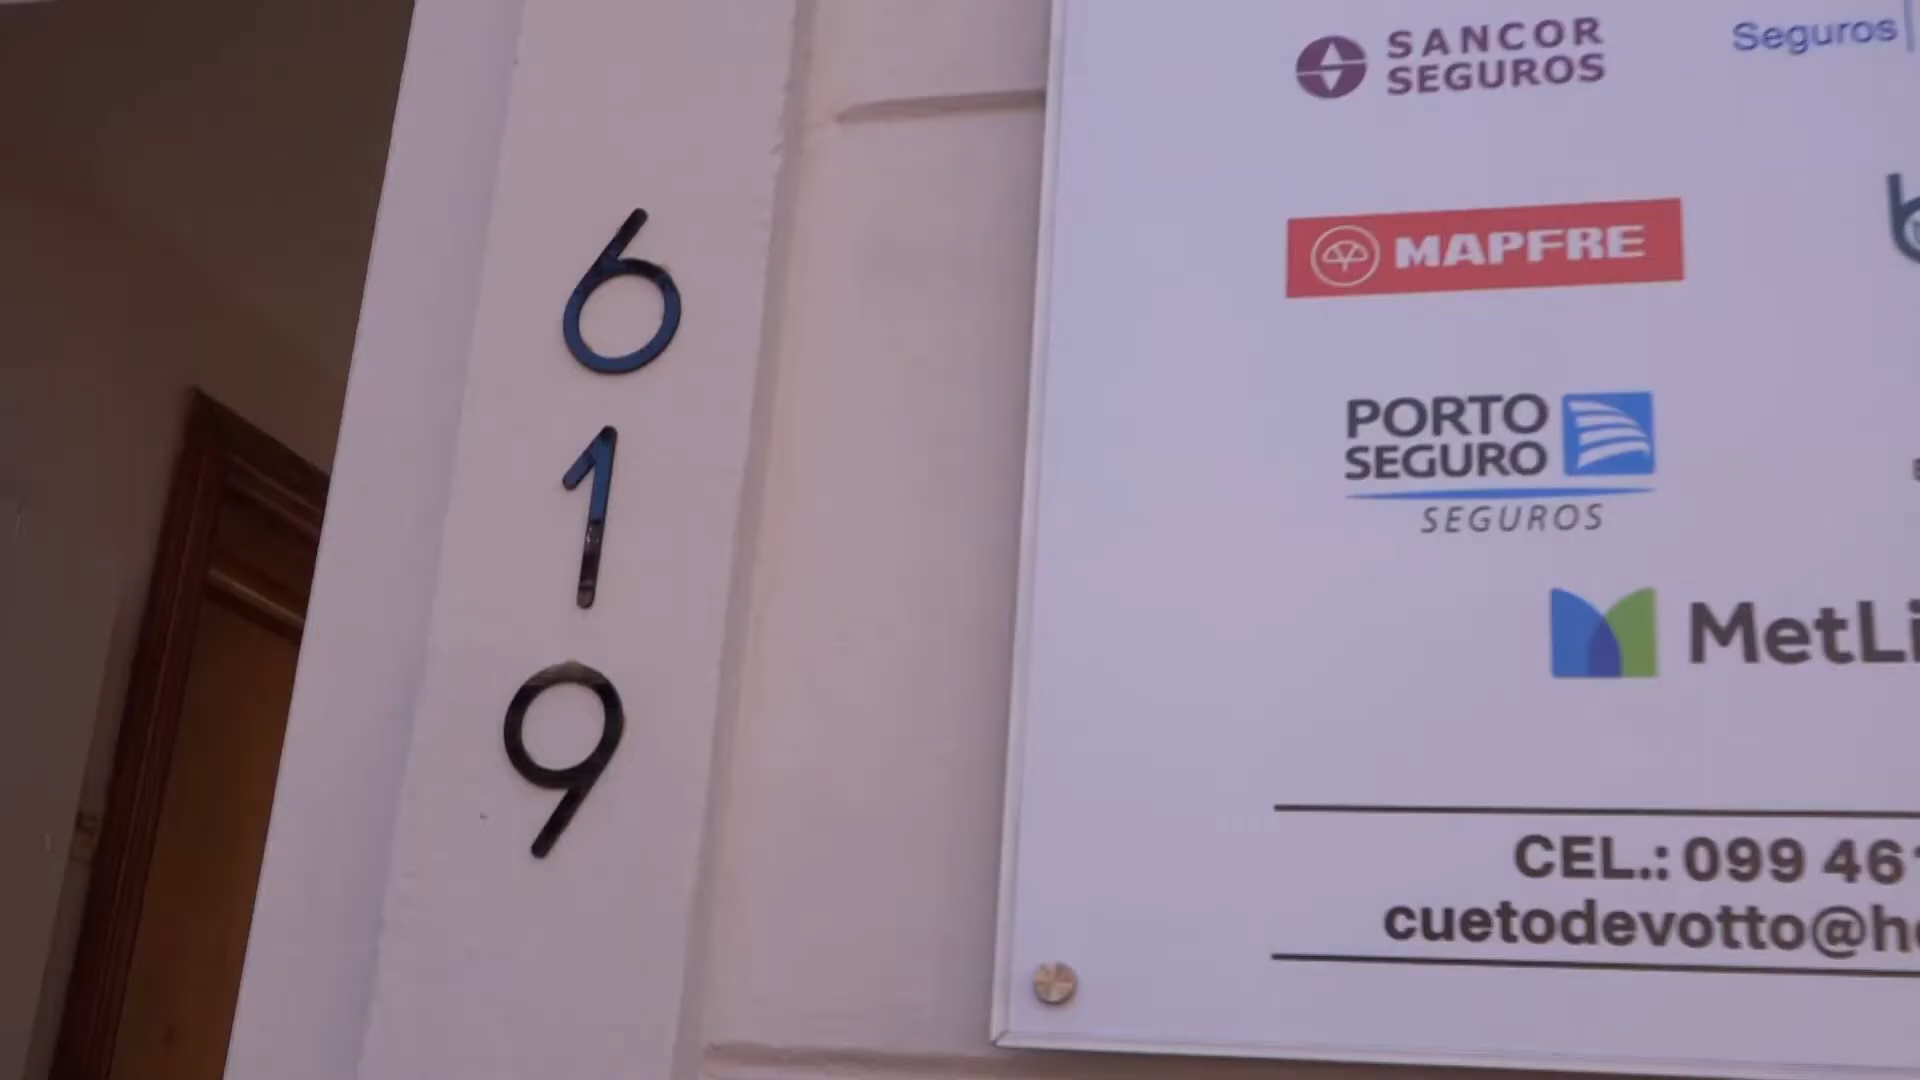 6
1
9
SANCOR
SEGUROS
Seguros
MAPFRE
PORTO
SEGURO
SEGUROS
MetLi
CEL.: 099 461
cuetodevotto@h